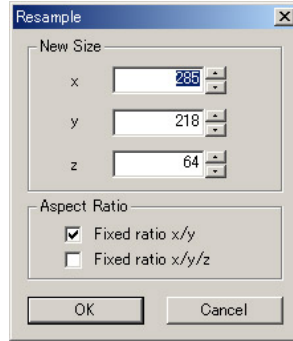 Resample
New Size
x 285
y 218
z 64
Aspect Ratio
Fixed ratio x/y
Fixed ratio x/y/z
OK Cancel